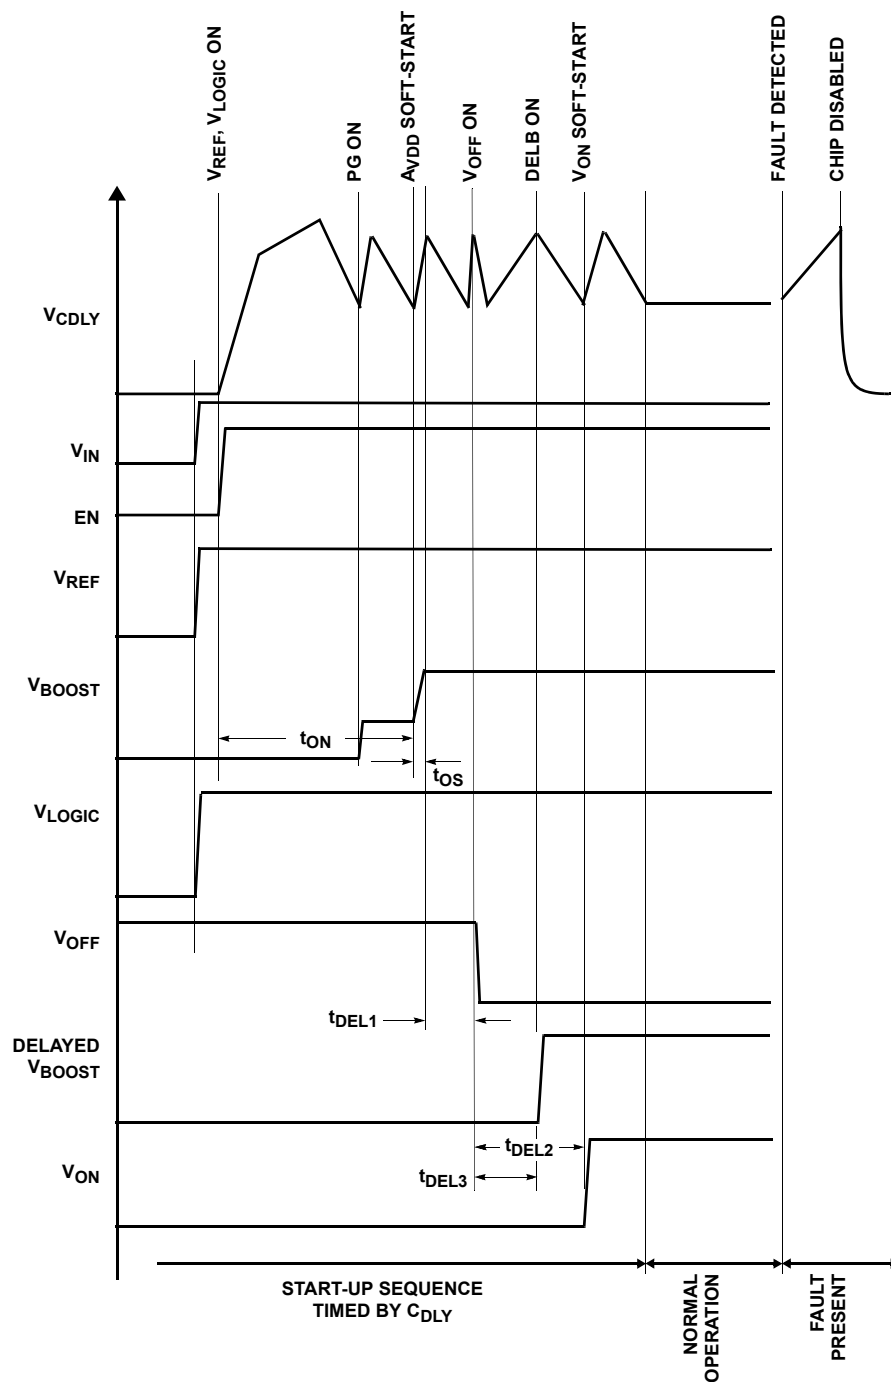 VREF, VLOGIC ON
PG ON
AVDD SOFT-START
VOFF ON
DELB ON
VON SOFT-START
FAULT DETECTED
CHIP DISABLED
VCDLY
VIN
EN
VREF
VBOOST
tON
tOS
VLOGIC
VOFF
tDEL1
DELAYED
VBOOST
tDEL2
VON
tDEL3
START-UP SEQUENCE
TIMED BY CDLY
NORMAL
OPERATION
FAULT
PRESENT